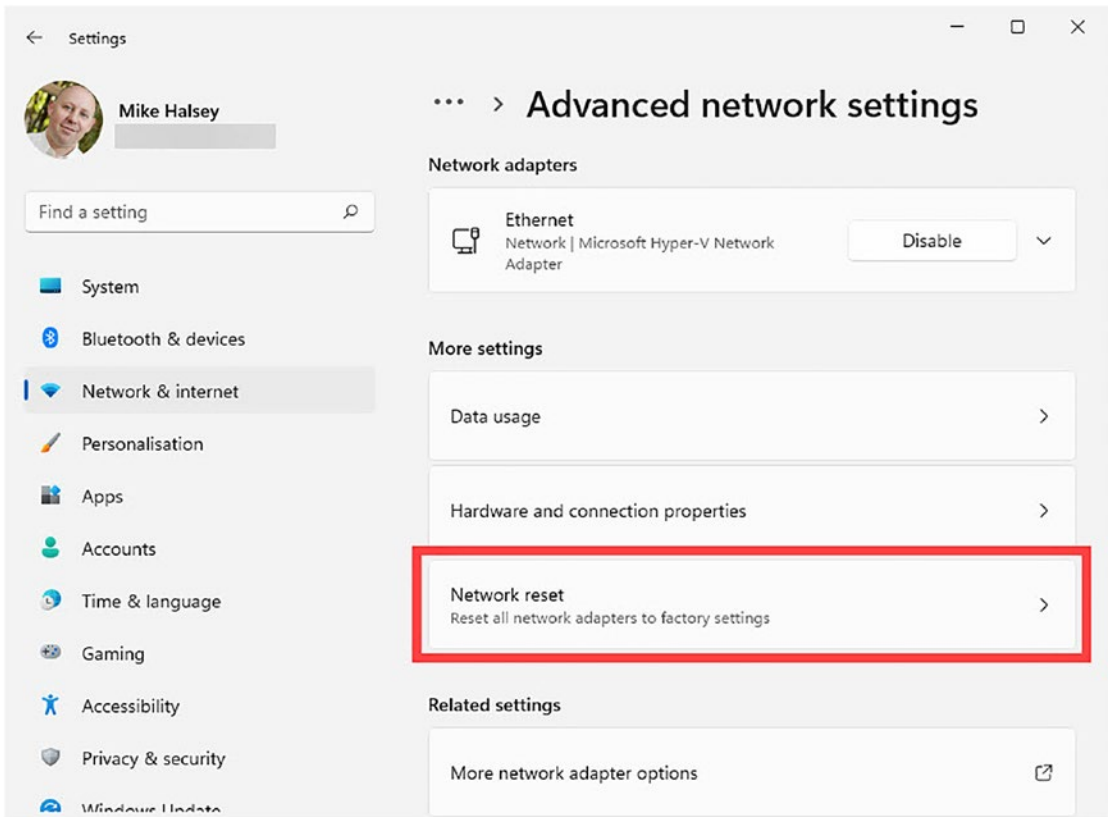 Settings
Mike Halsey
Find a setting
System
Bluetooth & devices
Network & internet
Personalisation
Apps
Accounts
Time & language
Gaming
Accessibility
Privacy & security
Windows Update
... > Advanced network settings
Network adapters
Ethernet
Network | Microsoft Hyper-V Network
Adapter
Disable
More settings
Data usage
Hardware and connection properties
Network reset
Reset all network adapters to factory settings
Related settings
More network adapter options